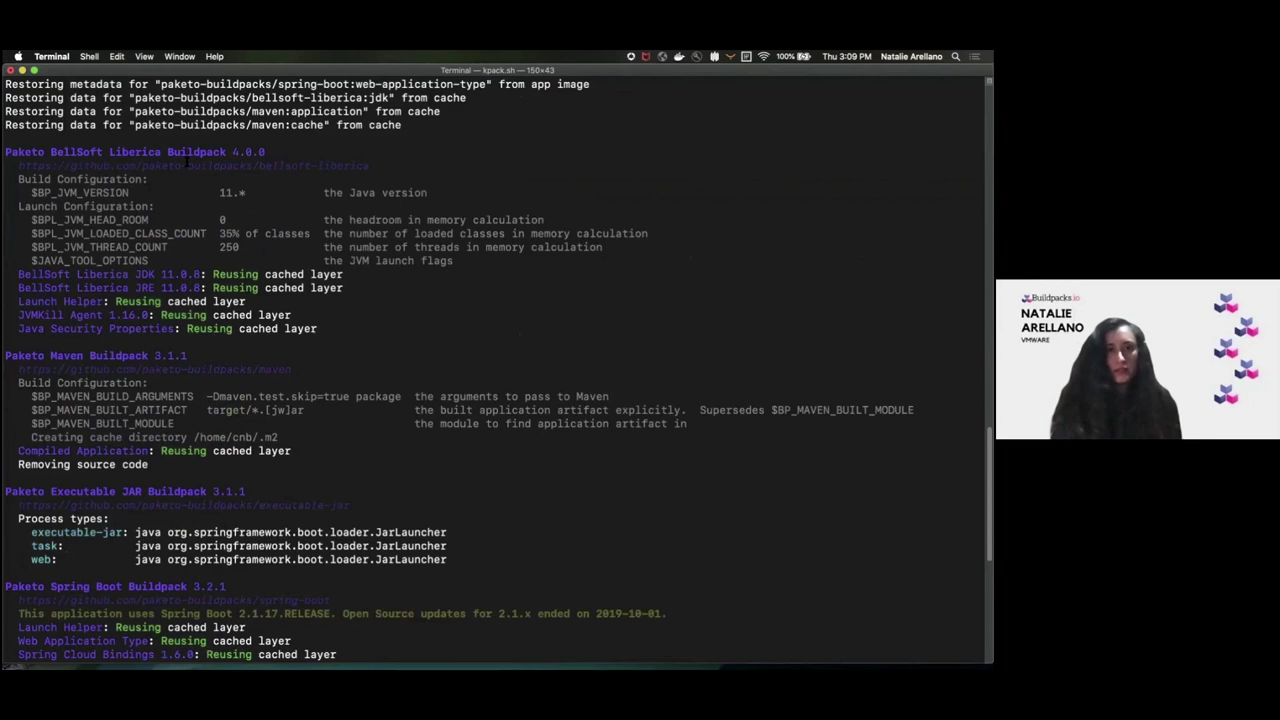 Terminal Shell Edit View Window Help 100% Thu 3:09 PM Natalie Arellano
Terminal — kpack.sh — 150×43
Restoring metadata for "paketo-buildpacks/spring-boot:web-application-type" from app image
Restoring data for "paketo-buildpacks/bellsoft-liberica:jdk" from cache
Restoring data for "paketo-buildpacks/maven:application" from cache
Restoring data for "paketo-buildpacks/maven:cache" from cache
Paketo BellSoft Liberica Buildpack 4.0.0
https://github.com/paketo-buildpacks/bellsoft-liberica
Build Configuration:
$BP_JVM_VERSION 11.* the Java version
Launch Configuration:
$BPL_JVM_HEAD_ROOM 0 the headroom in memory calculation
$BPL_JVM_LOADED_CLASS_COUNT 35% of classes the number of loaded classes in memory calculation
$BPL_JVM_THREAD_COUNT 250 the number of threads in memory calculation
$JAVA_TOOL_OPTIONS the JVM launch flags
BellSoft Liberica JDK 11.0.8: Reusing cached layer
BellSoft Liberica JRE 11.0.8: Reusing cached layer
Launch Helper: Reusing cached layer
JVMKill Agent 1.16.0: Reusing cached layer
Java Security Properties: Reusing cached layer
Paketo Maven Buildpack 3.1.1
https://github.com/paketo-buildpacks/maven
Build Configuration:
$BP_MAVEN_BUILD_ARGUMENTS -Dmaven.test.skip=true package the arguments to pass to Maven
$BP_MAVEN_BUILT_ARTIFACT target/*.[jw]ar the built application artifact explicitly. Supersedes $BP_MAVEN_BUILT_MODULE
$BP_MAVEN_BUILT_MODULE the module to find application artifact in
Creating cache directory /home/cnb/.m2
Compiled Application: Reusing cached layer
Removing source code
Paketo Executable JAR Buildpack 3.1.1
https://github.com/paketo-buildpacks/executable-jar
Process types:
executable-jar: java org.springframework.boot.loader.JarLauncher
task: java org.springframework.boot.loader.JarLauncher
web: java org.springframework.boot.loader.JarLauncher
Paketo Spring Boot Buildpack 3.2.1
https://github.com/paketo-buildpacks/spring-boot
This application uses Spring Boot 2.1.17.RELEASE. Open Source updates for 2.1.x ended on 2019-10-01.
Launch Helper: Reusing cached layer
Web Application Type: Reusing cached layer
Spring Cloud Bindings 1.6.0: Reusing cached layer
Buildpacks.io
NATALIE
ARELLANO
VMWARE